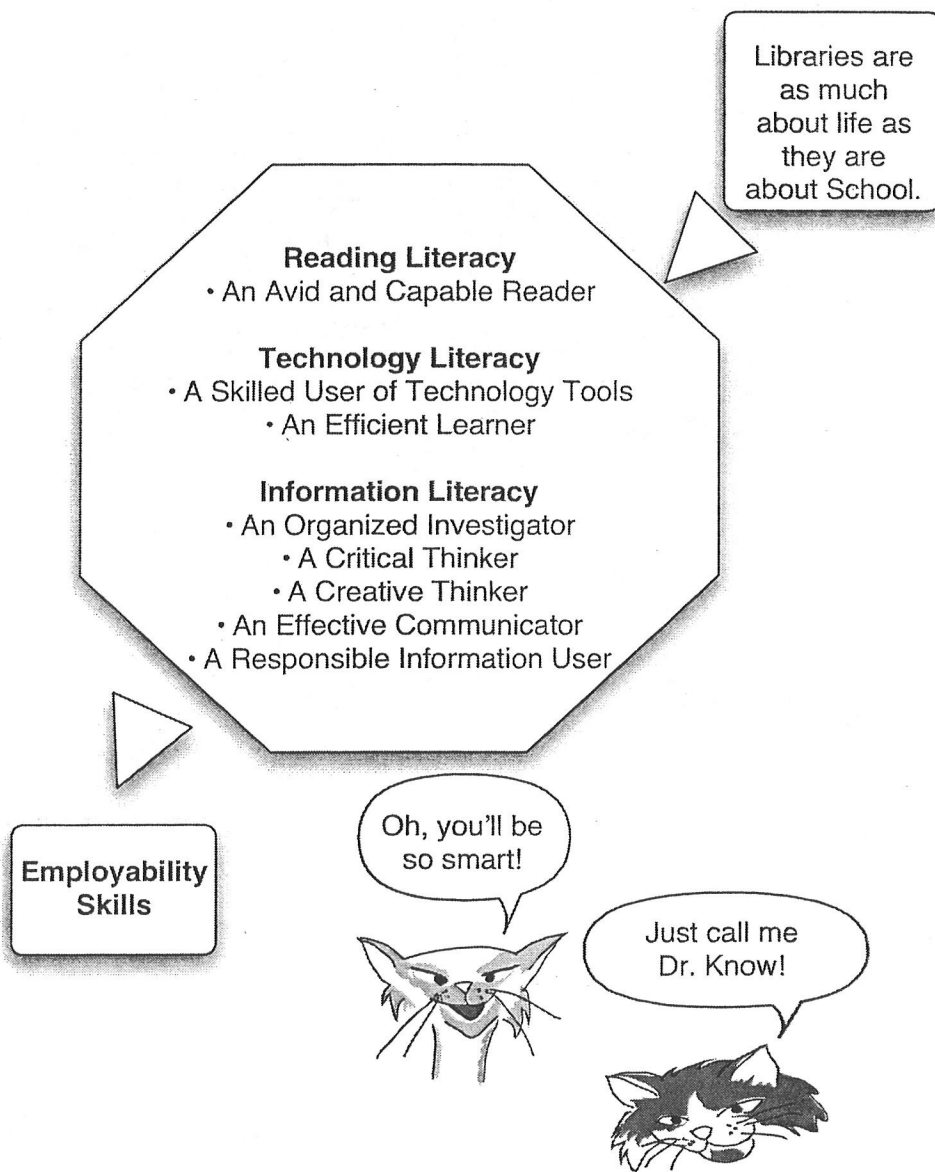 Libraries are
as much
about life as
they are
about School.
Reading Literacy
• An Avid and Capable Reader
Technology Literacy
• A Skilled User of Technology Tools
• An Efficient Learner
Information Literacy
• An Organized Investigator
• A Critical Thinker
• A Creative Thinker
• An Effective Communicator
• A Responsible Information User
Employability
Skills
Oh, you'll be
so smart!
Just call me
Dr. Know!